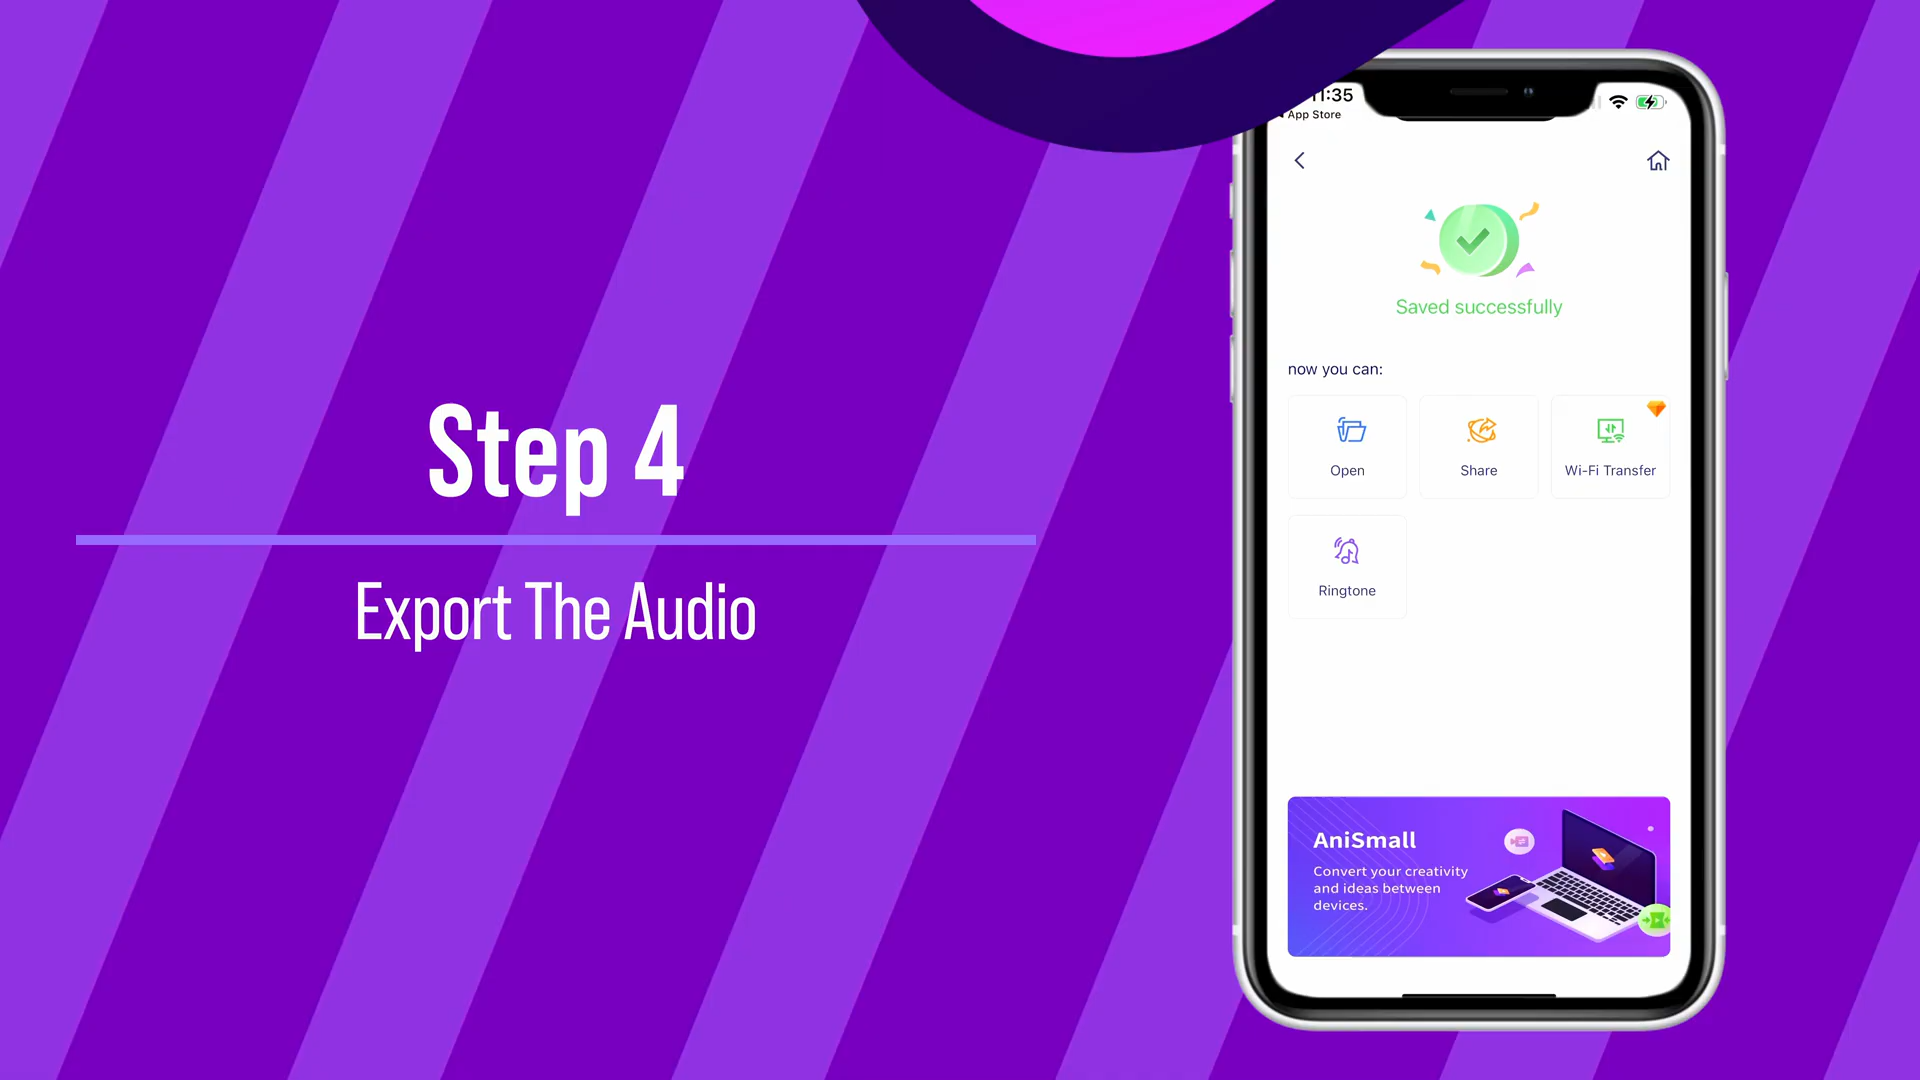 Step 4
Export The Audio
11:35
App Store
Saved successfully
now you can:
Open
Share
Wi-Fi Transfer
Ringtone
AniSmall
Convert your creativity
and ideas between
devices.